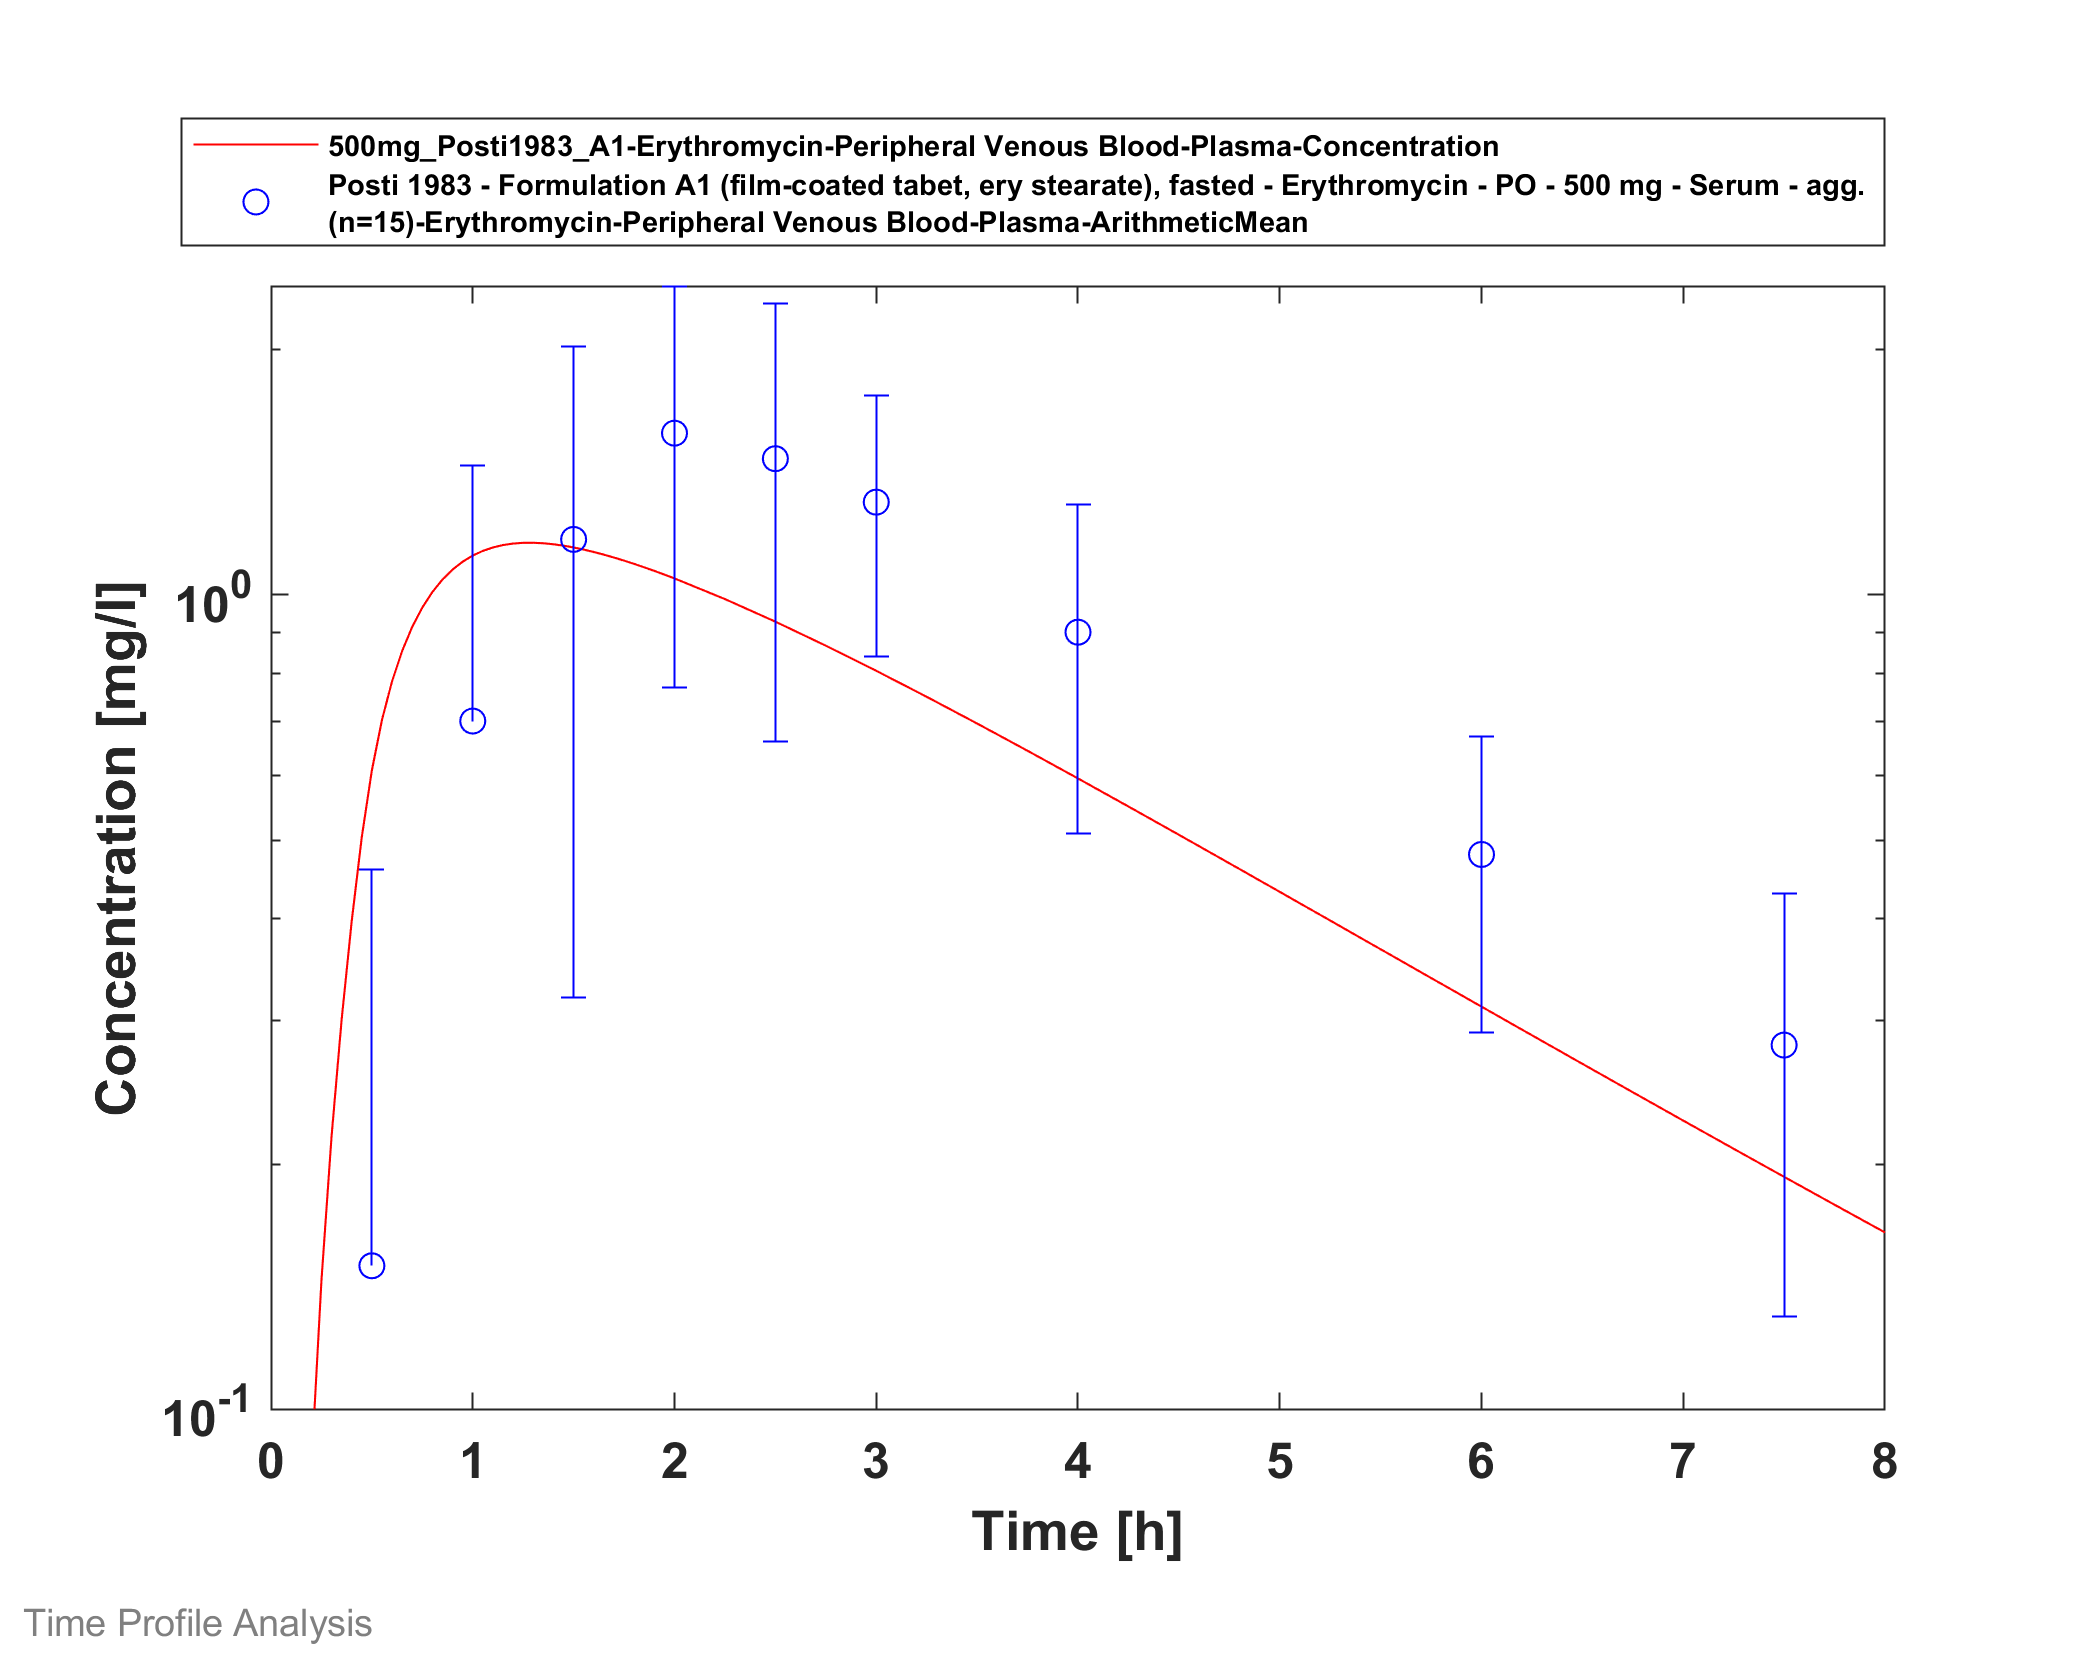 500mg_Posti1983_A1-Erythromycin-Peripheral Venous Blood-Plasma-Concentration
Posti 1983 - Formulation A1 (film-coated tabet, ery stearate), fasted - Erythromycin - PO - 500 mg - Serum - agg.
(n=15)-Erythromycin-Peripheral Venous Blood-Plasma-ArithmeticMean
Concentration [mg/l]
10^0
10^-1
0 1 2 3 4 5 6 7 8
Time [h]
Time Profile Analysis